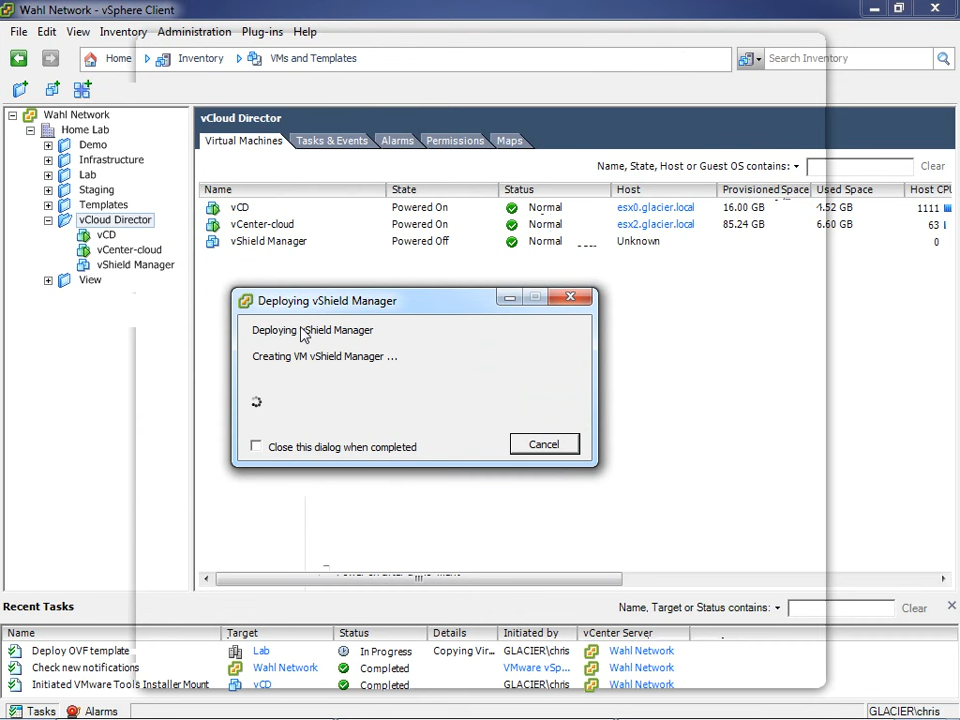 Wahl Network - vSphere Client
File Edit View Inventory Administration Plug-ins Help
Home Inventory VMs and Templates Search Inventory
Wahl Network
Home Lab
Demo
Infrastructure
Lab
Staging
Templates
vCloud Director
vCD
vCenter-cloud
vShield Manager
View
vCloud Director
Virtual Machines Tasks & Events Alarms Permissions Maps
Name, State, Host or Guest OS contains: Clear
Name State Status Host Provisioned Space Used Space Host CPU
vCD Powered On Normal esx0.glacier.local 16.00 GB 4.52 GB 1111
vCenter-cloud Powered On Normal esx2.glacier.local 85.24 GB 6.60 GB 63
vShield Manager Powered Off Normal Unknown 0
Deploying vShield Manager
Deploying vShield Manager
Creating VM vShield Manager ...
Close this dialog when completed Cancel
Recent Tasks Name, Target or Status contains: Clear
Name Target Status Details Initiated by vCenter Server
Deploy OVF template Lab In Progress Copying Vir... GLACIER\chris Wahl Network
Check new notifications Wahl Network Completed VMware vSp... Wahl Network
Initiated VMware Tools Installer Mount vCD Completed GLACIER\chris Wahl Network
Tasks Alarms GLACIER\chris